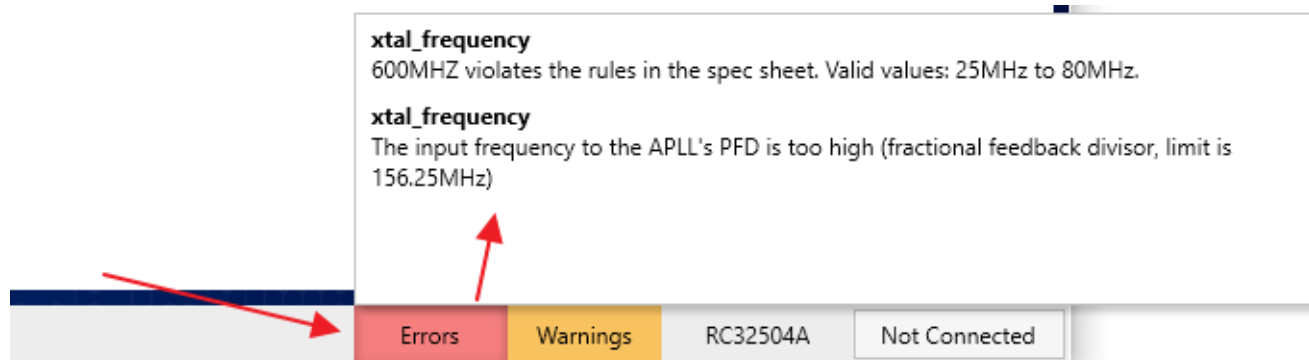 xtal_frequency
600MHZ violates the rules in the spec sheet. Valid values: 25MHz to 80MHz.
xtal_frequency
The input frequency to the APLL's PFD is too high (fractional feedback divisor, limit is
156.25MHz)
Errors Warnings RC32504A Not Connected